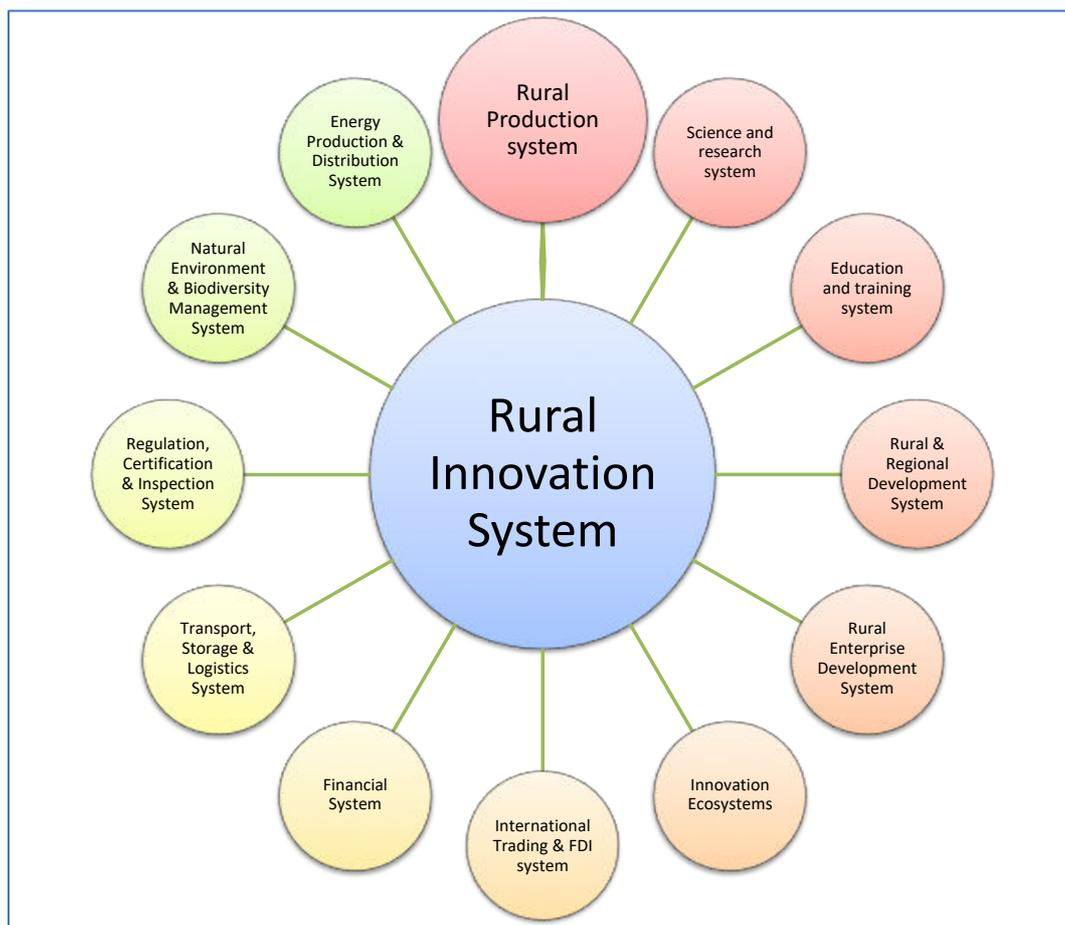 Rural
Production
system
Science and
research
system
Education
and training
system
Rural &
Regional
Development
System
Rural
Enterprise
Development
System
Innovation
Ecosystems
International
Trading & FDI
system
Financial
System
Transport,
Storage &
Logistics
System
Regulation,
Certification
& Inspection
System
Natural
Environment
& Biodiversity
Management
System
Energy
Production &
Distribution
System
Rural
Innovation
System